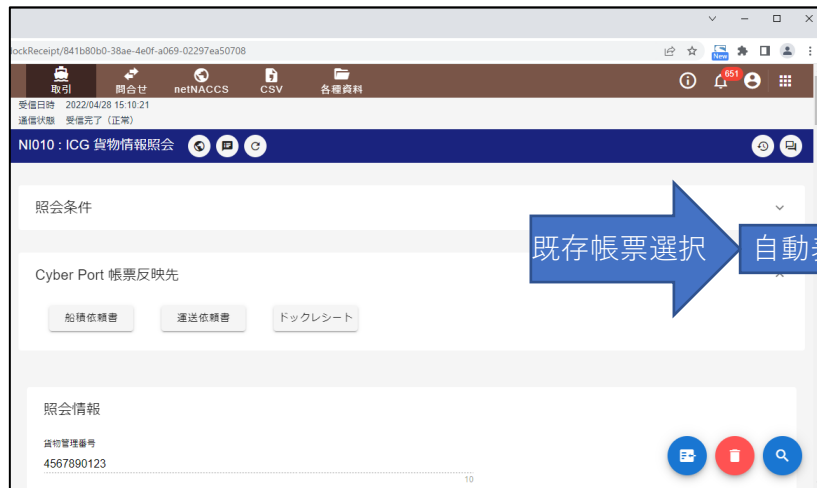 lockReceipt/841b80b0-38ae-4e0f-a069-02297ea50708
New
取引 問合せ netNACCS CSV 各種資料
651
受信日時 2022/04/28 15:10:21
通信状態 受信完了（正常）
NI010 : ICG 貨物情報照会
照会条件
既存帳票選択
自動
Cyber Port 帳票反映先
船積依頼書 運送依頼書 ドックレシート
照会情報
貨物管理番号
4567890123
10